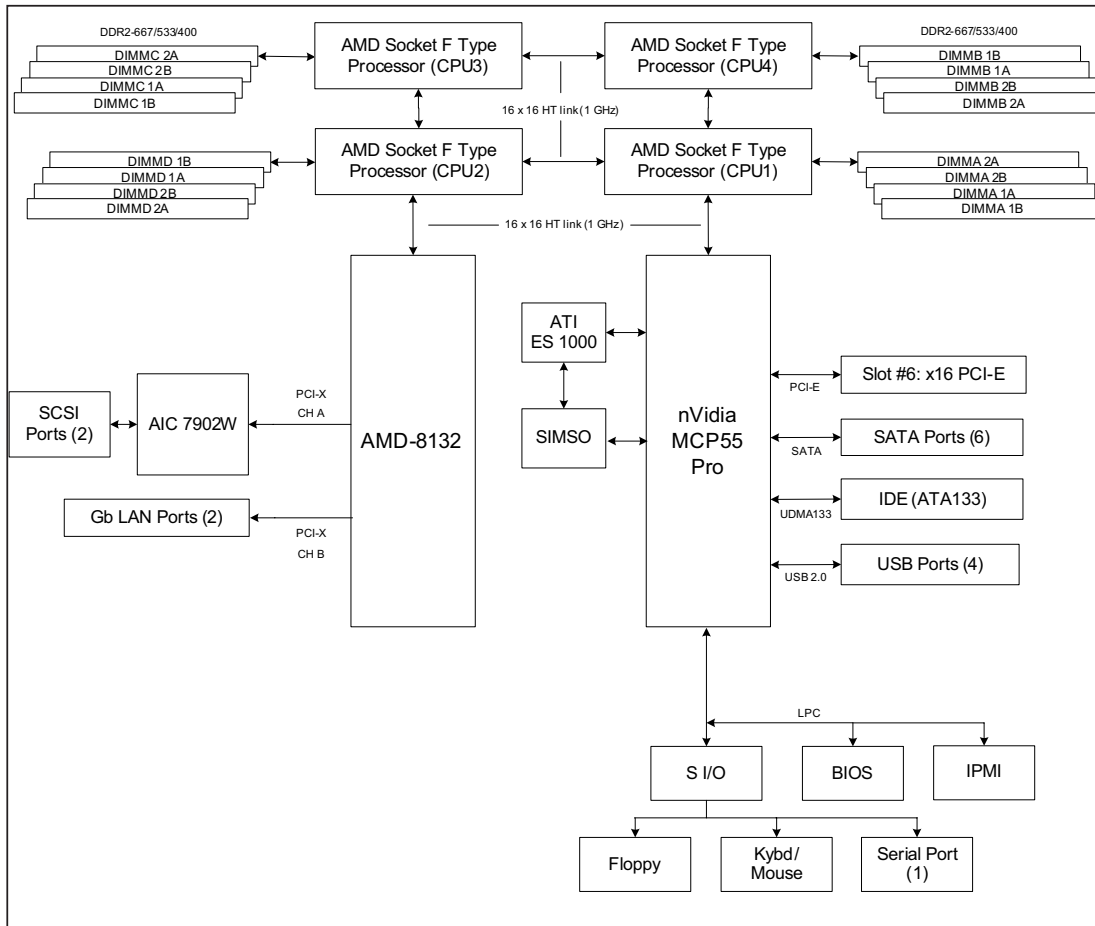 DDR2-667/533/400
DIMMC 2A
DIMMC 2B
DIMMC 1A
DIMMC 1B
AMD Socket F Type
Processor (CPU3)
AMD Socket F Type
Processor (CPU4)
DDR2-667/533/400
DIMMB 1B
DIMMB 1A
DIMMB 2B
DIMMB 2A
16 x 16 HT link (1 GHz)
DIMMD 1B
DIMMD 1A
DIMMD 2B
DIMMD 2A
AMD Socket F Type
Processor (CPU2)
AMD Socket F Type
Processor (CPU1)
DIMMA 2A
DIMMA 2B
DIMMA 1A
DIMMA 1B
16 x 16 HT link (1 GHz)
ATI
ES 1000
SIMSO
SCSI
Ports (2)
AIC 7902W
PCI-X
CH A
AMD-8132
Gb LAN Ports (2)
PCI-X
CH B
nVidia
MCP55
Pro
PCI-E
Slot #6: x16 PCI-E
SATA
SATA Ports (6)
UDMA133
IDE (ATA133)
USB 2.0
USB Ports (4)
LPC
S I/O
BIOS
IPMI
Floppy
Kybd/
Mouse
Serial Port
(1)